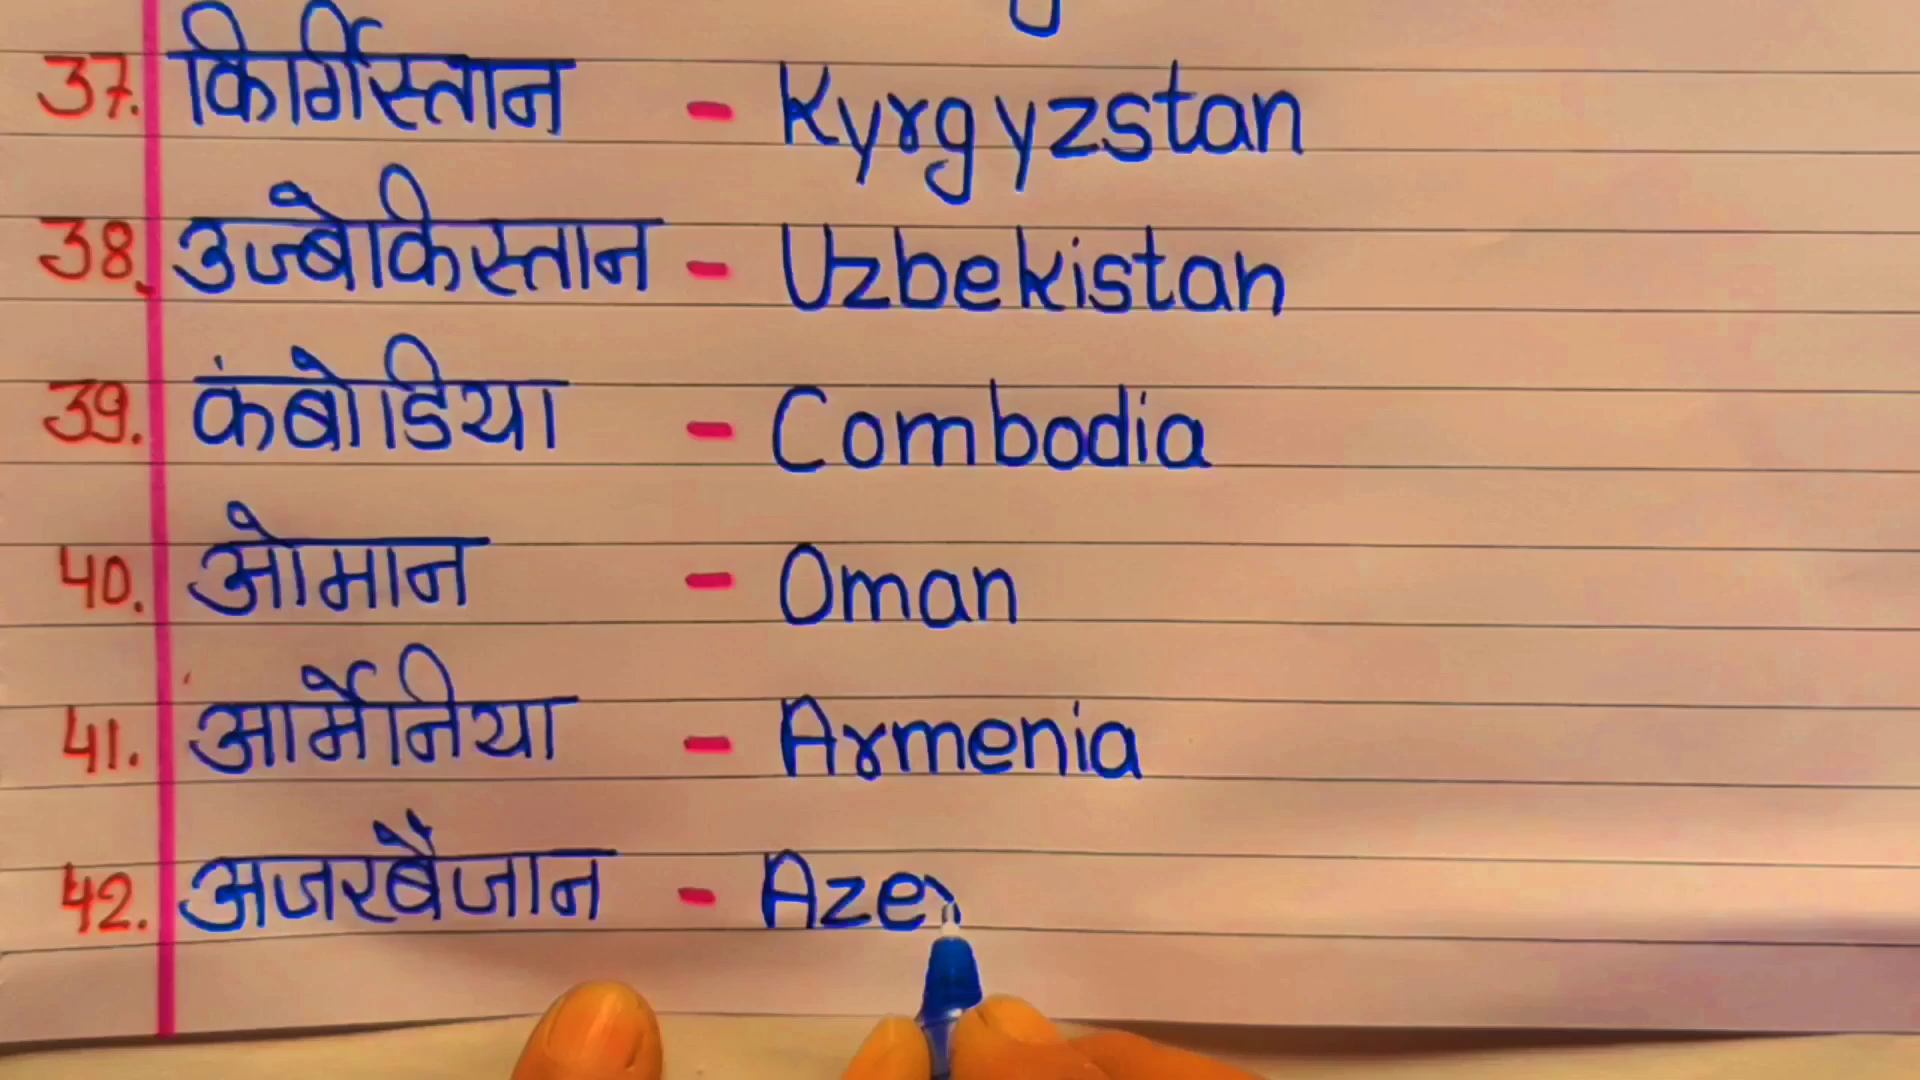 37. किर्गिस्तान - Kyrgyzstan
38. उज्बेकिस्तान - Uzbekistan
39. कंबोडिया - Combodia
40. ओमान - Oman
41. आर्मेनिया - Armenia
42. अजरबैजान - Aze